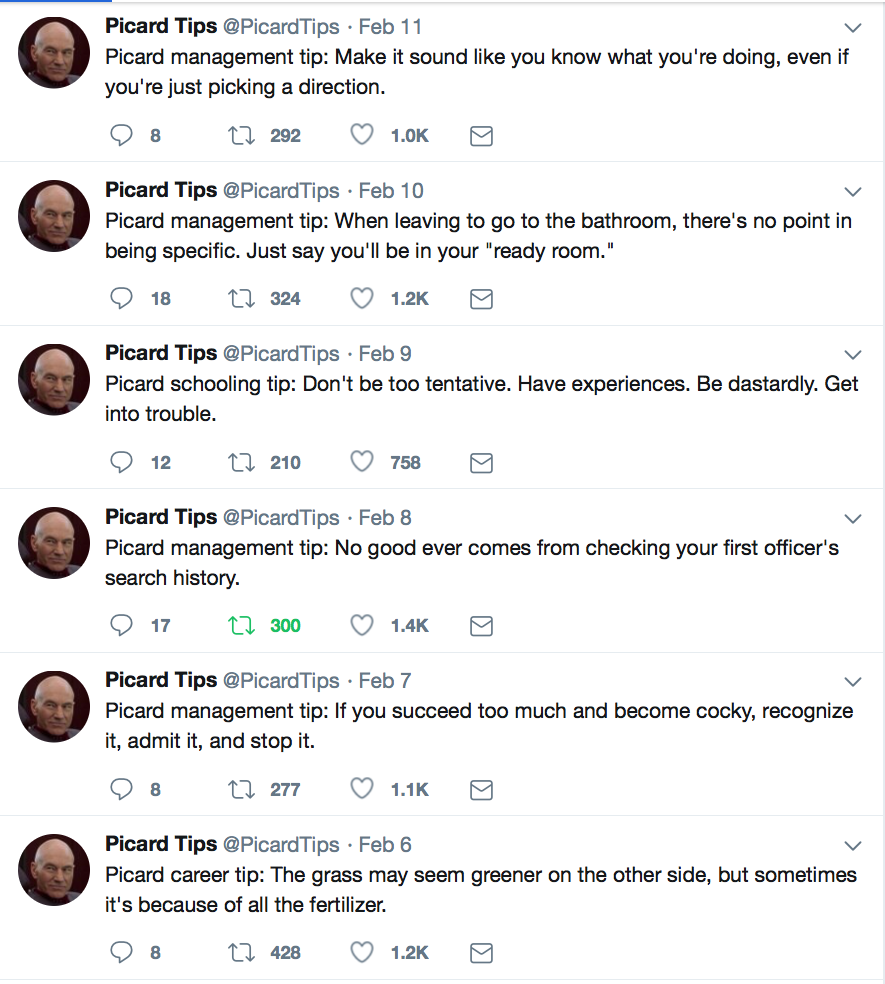 Picard Tips @PicardTips · Feb 11
Picard management tip: Make it sound like you know what you're doing, even if
you're just picking a direction.
8 292 1.0K
Picard Tips @PicardTips · Feb 10
Picard management tip: When leaving to go to the bathroom, there's no point in
being specific. Just say you'll be in your "ready room."
18 324 1.2K
Picard Tips @PicardTips · Feb 9
Picard schooling tip: Don't be too tentative. Have experiences. Be dastardly. Get
into trouble.
12 210 758
Picard Tips @PicardTips · Feb 8
Picard management tip: No good ever comes from checking your first officer's
search history.
17 300 1.4K
Picard Tips @PicardTips · Feb 7
Picard management tip: If you succeed too much and become cocky, recognize
it, admit it, and stop it.
8 277 1.1K
Picard Tips @PicardTips · Feb 6
Picard career tip: The grass may seem greener on the other side, but sometimes
it's because of all the fertilizer.
8 428 1.2K